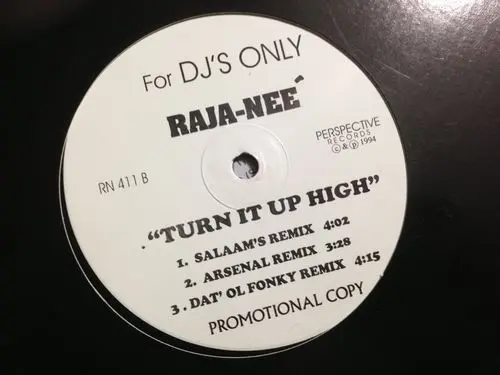 For DJ'S ONLY
RAJA-NEÉ
PERSPECTIVE
RECORDS
© & ℗ 1994
RN 411 B
. "TURN IT UP HIGH"
1. SALAAM'S REMIX 4:02
2. ARSENAL REMIX 3:28
3. DAT' OL FONKY REMIX 4:15
PROMOTIONAL COPY